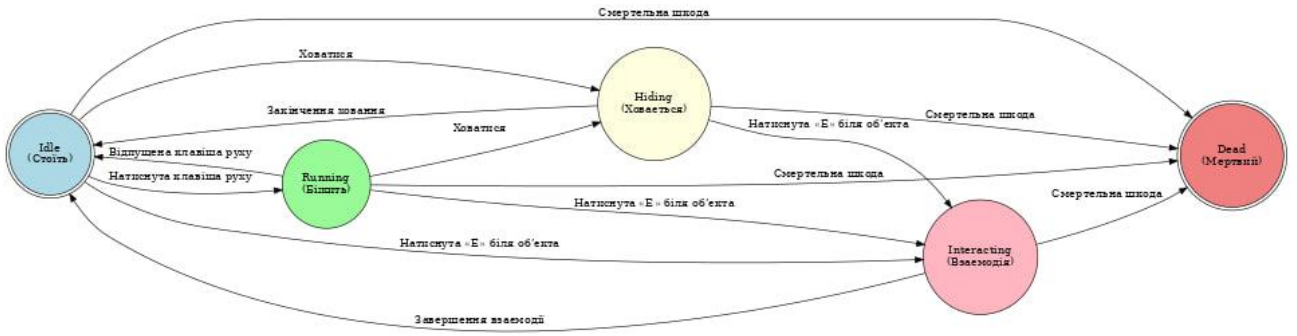 Смертельна шкода
Ховатися
Hiding
(Ховається)
Закінчення ховання
Смертельна шкода
Натиснута «E» біля об'єкта
Ховатися
Idle
(Стоїть)
Відпущена клавіша руху
Dead
(Мертвий)
Натиснута клавіша руху
Running
(Біжить)
Смертельна шкода
Смертельна шкода
Натиснута «E» біля об'єкта
Натиснута «E» біля об'єкта
Interacting
(Взаємодія)
Завершення взаємодії